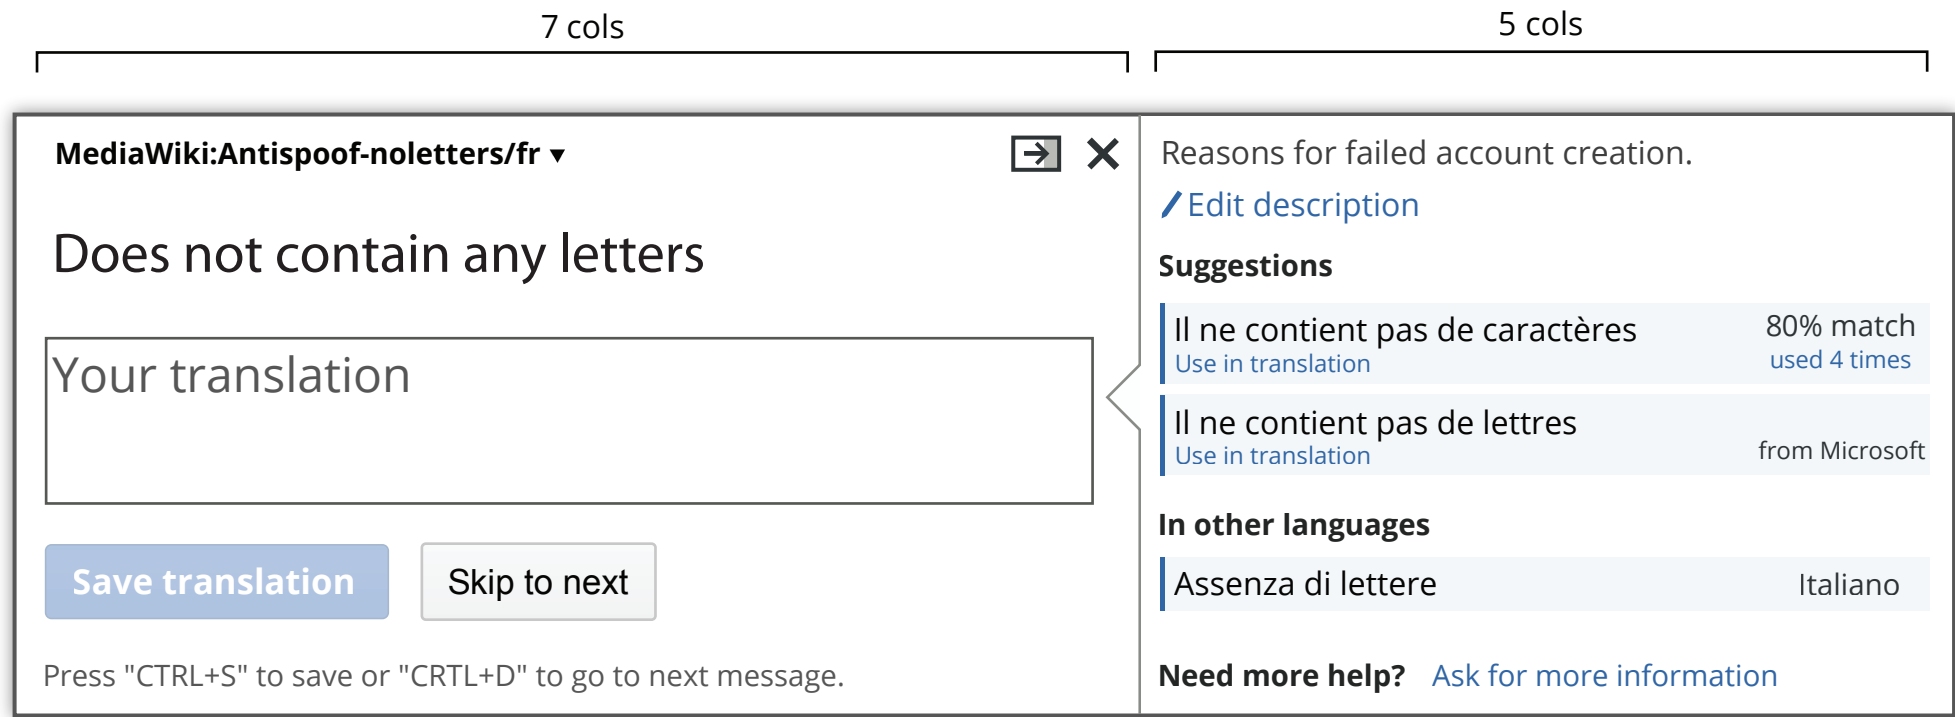 7 cols
5 cols
MediaWiki:Antispoof-noletters/fr ▾
Does not contain any letters
Your translation
Save translation
Skip to next
Press "CTRL+S" to save or "CRTL+D" to go to next message.
Reasons for failed account creation.
Edit description
Suggestions
Il ne contient pas de caractères
80% match
Use in translation
used 4 times
Il ne contient pas de lettres
Use in translation
from Microsoft
In other languages
Assenza di lettere
Italiano
Need more help? Ask for more information